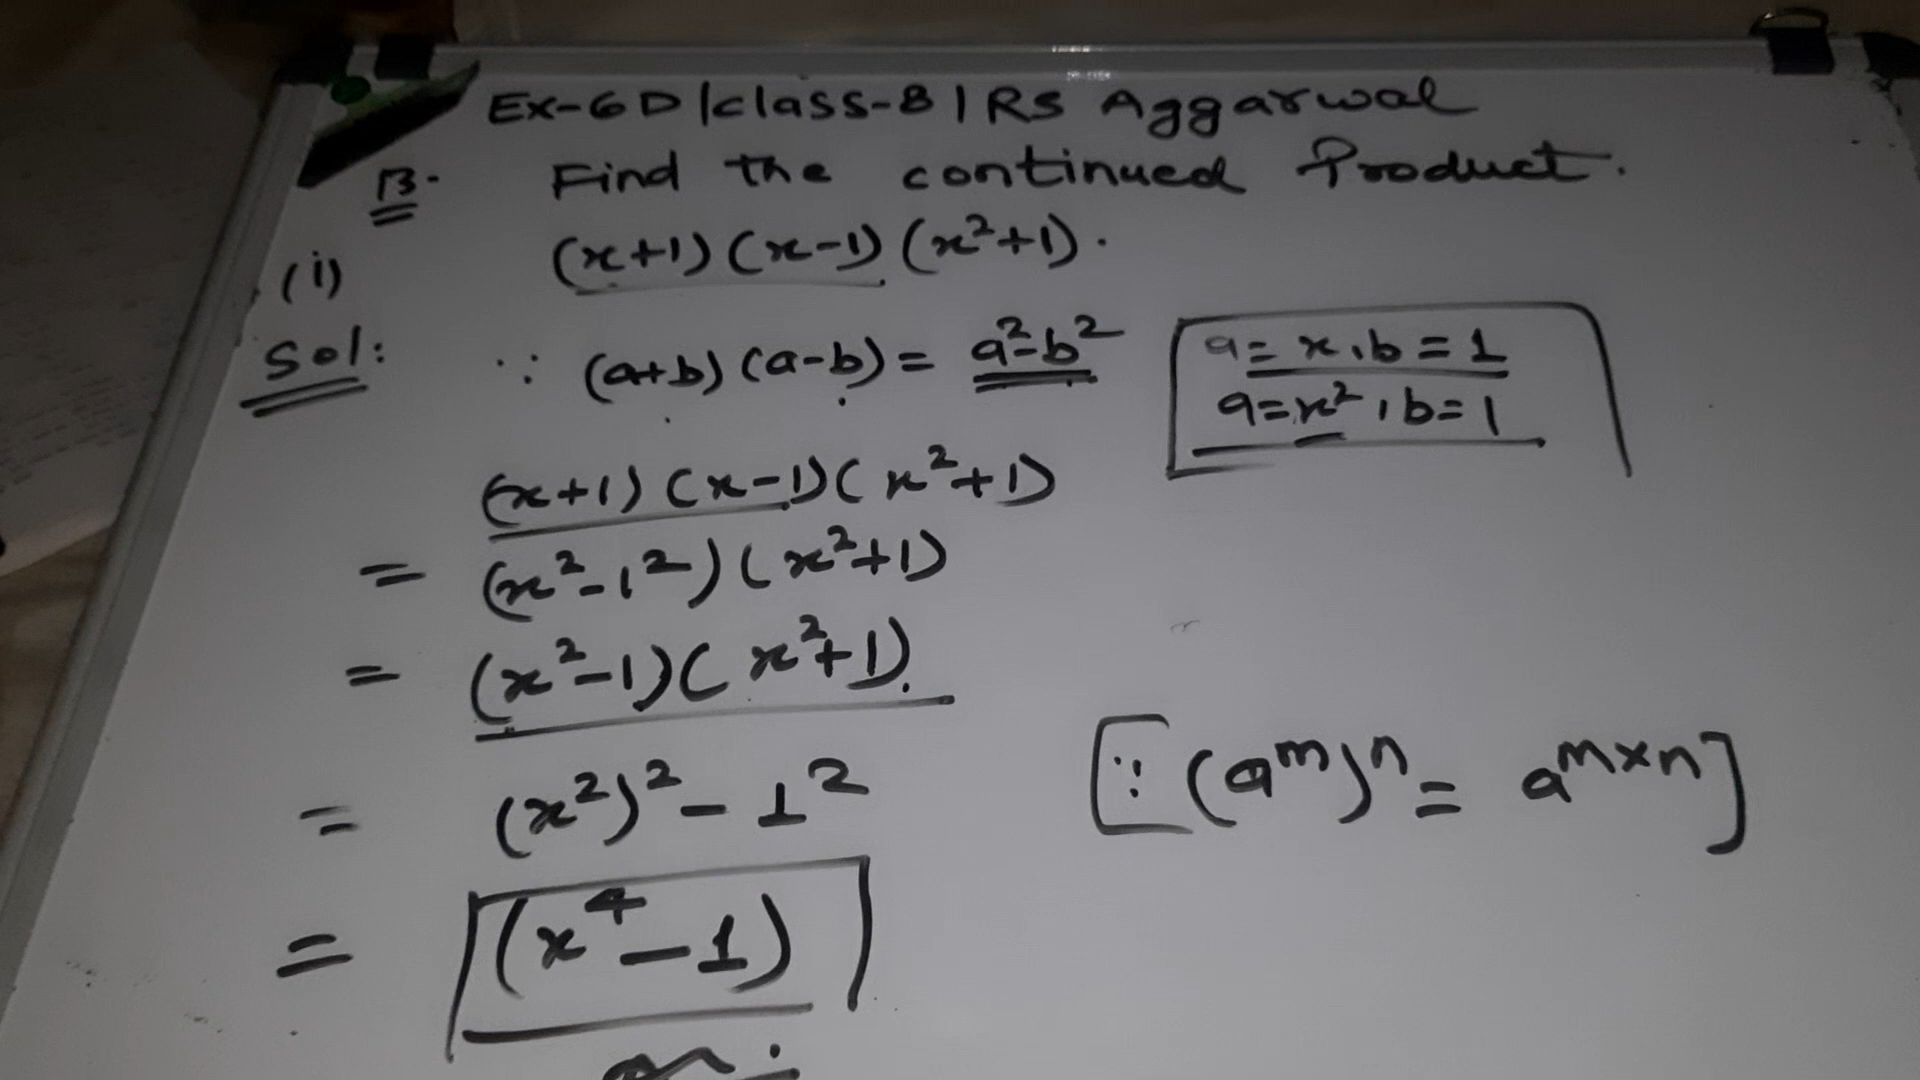 Ex-6D|class-8| RS Aggarwal
13. Find the continued Product.
(i) (x+1)(x-1)(x²+1).
Sol: ∵ (a+b)(a-b)= a²-b²
a=x,b=1
a=x²,b=1
(x+1)(x-1)(x²+1)
= (x²-1²)(x²+1)
= (x²-1)(x²+1)
= (x²)²-1² [∵ (aᵐ)ⁿ= aᵐˣⁿ]
= (x⁴-1)